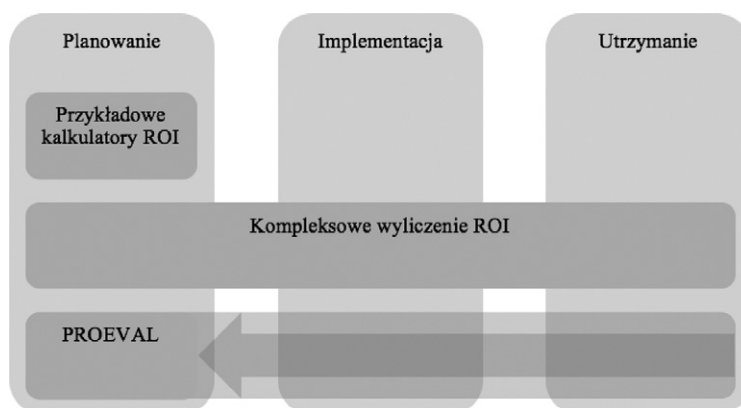 Planowanie
Implementacja
Utrzymanie
Przykładowe
kalkulatory ROI
Kompleksowe wyliczenie ROI
PROEVAL